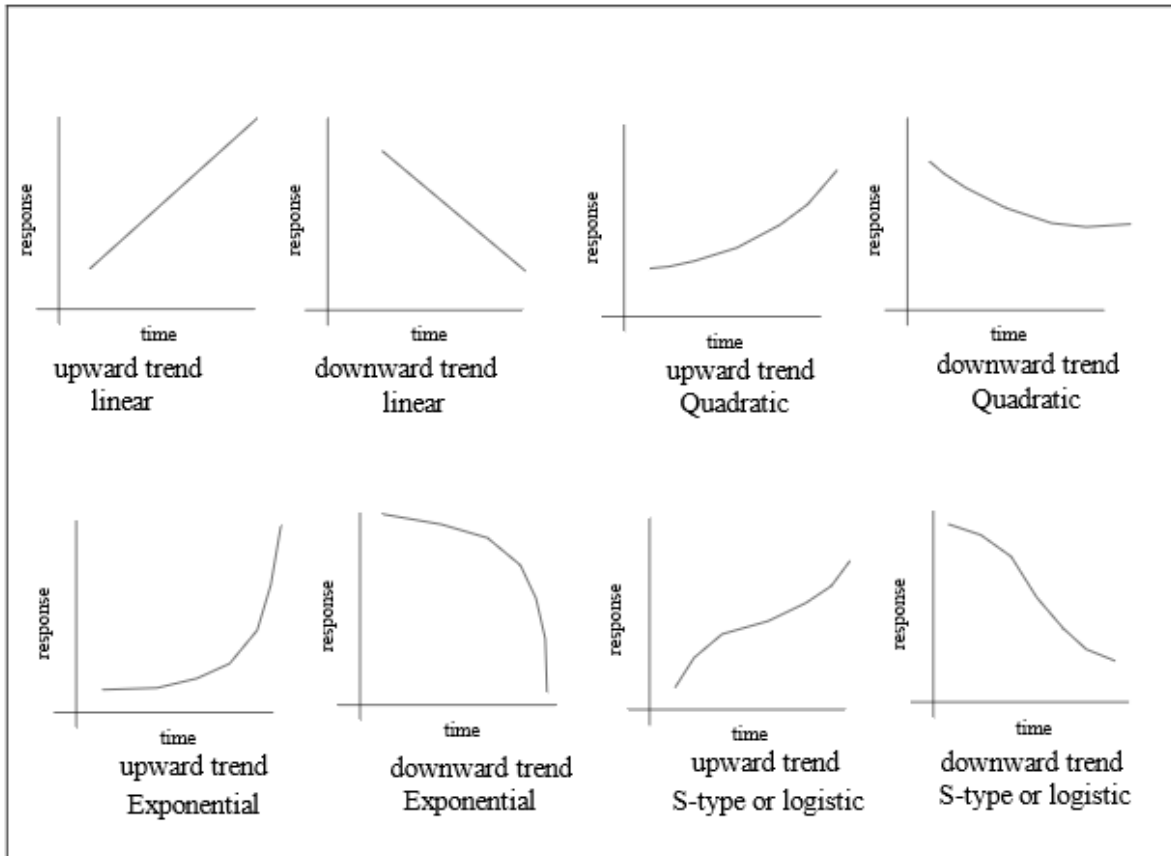 response
time
upward trend
linear
response
time
downward trend
linear
response
time
upward trend
Quadratic
response
time
downward trend
Quadratic
response
time
upward trend
Exponential
response
time
downward trend
Exponential
response
time
upward trend
S-type or logistic
response
time
downward trend
S-type or logistic